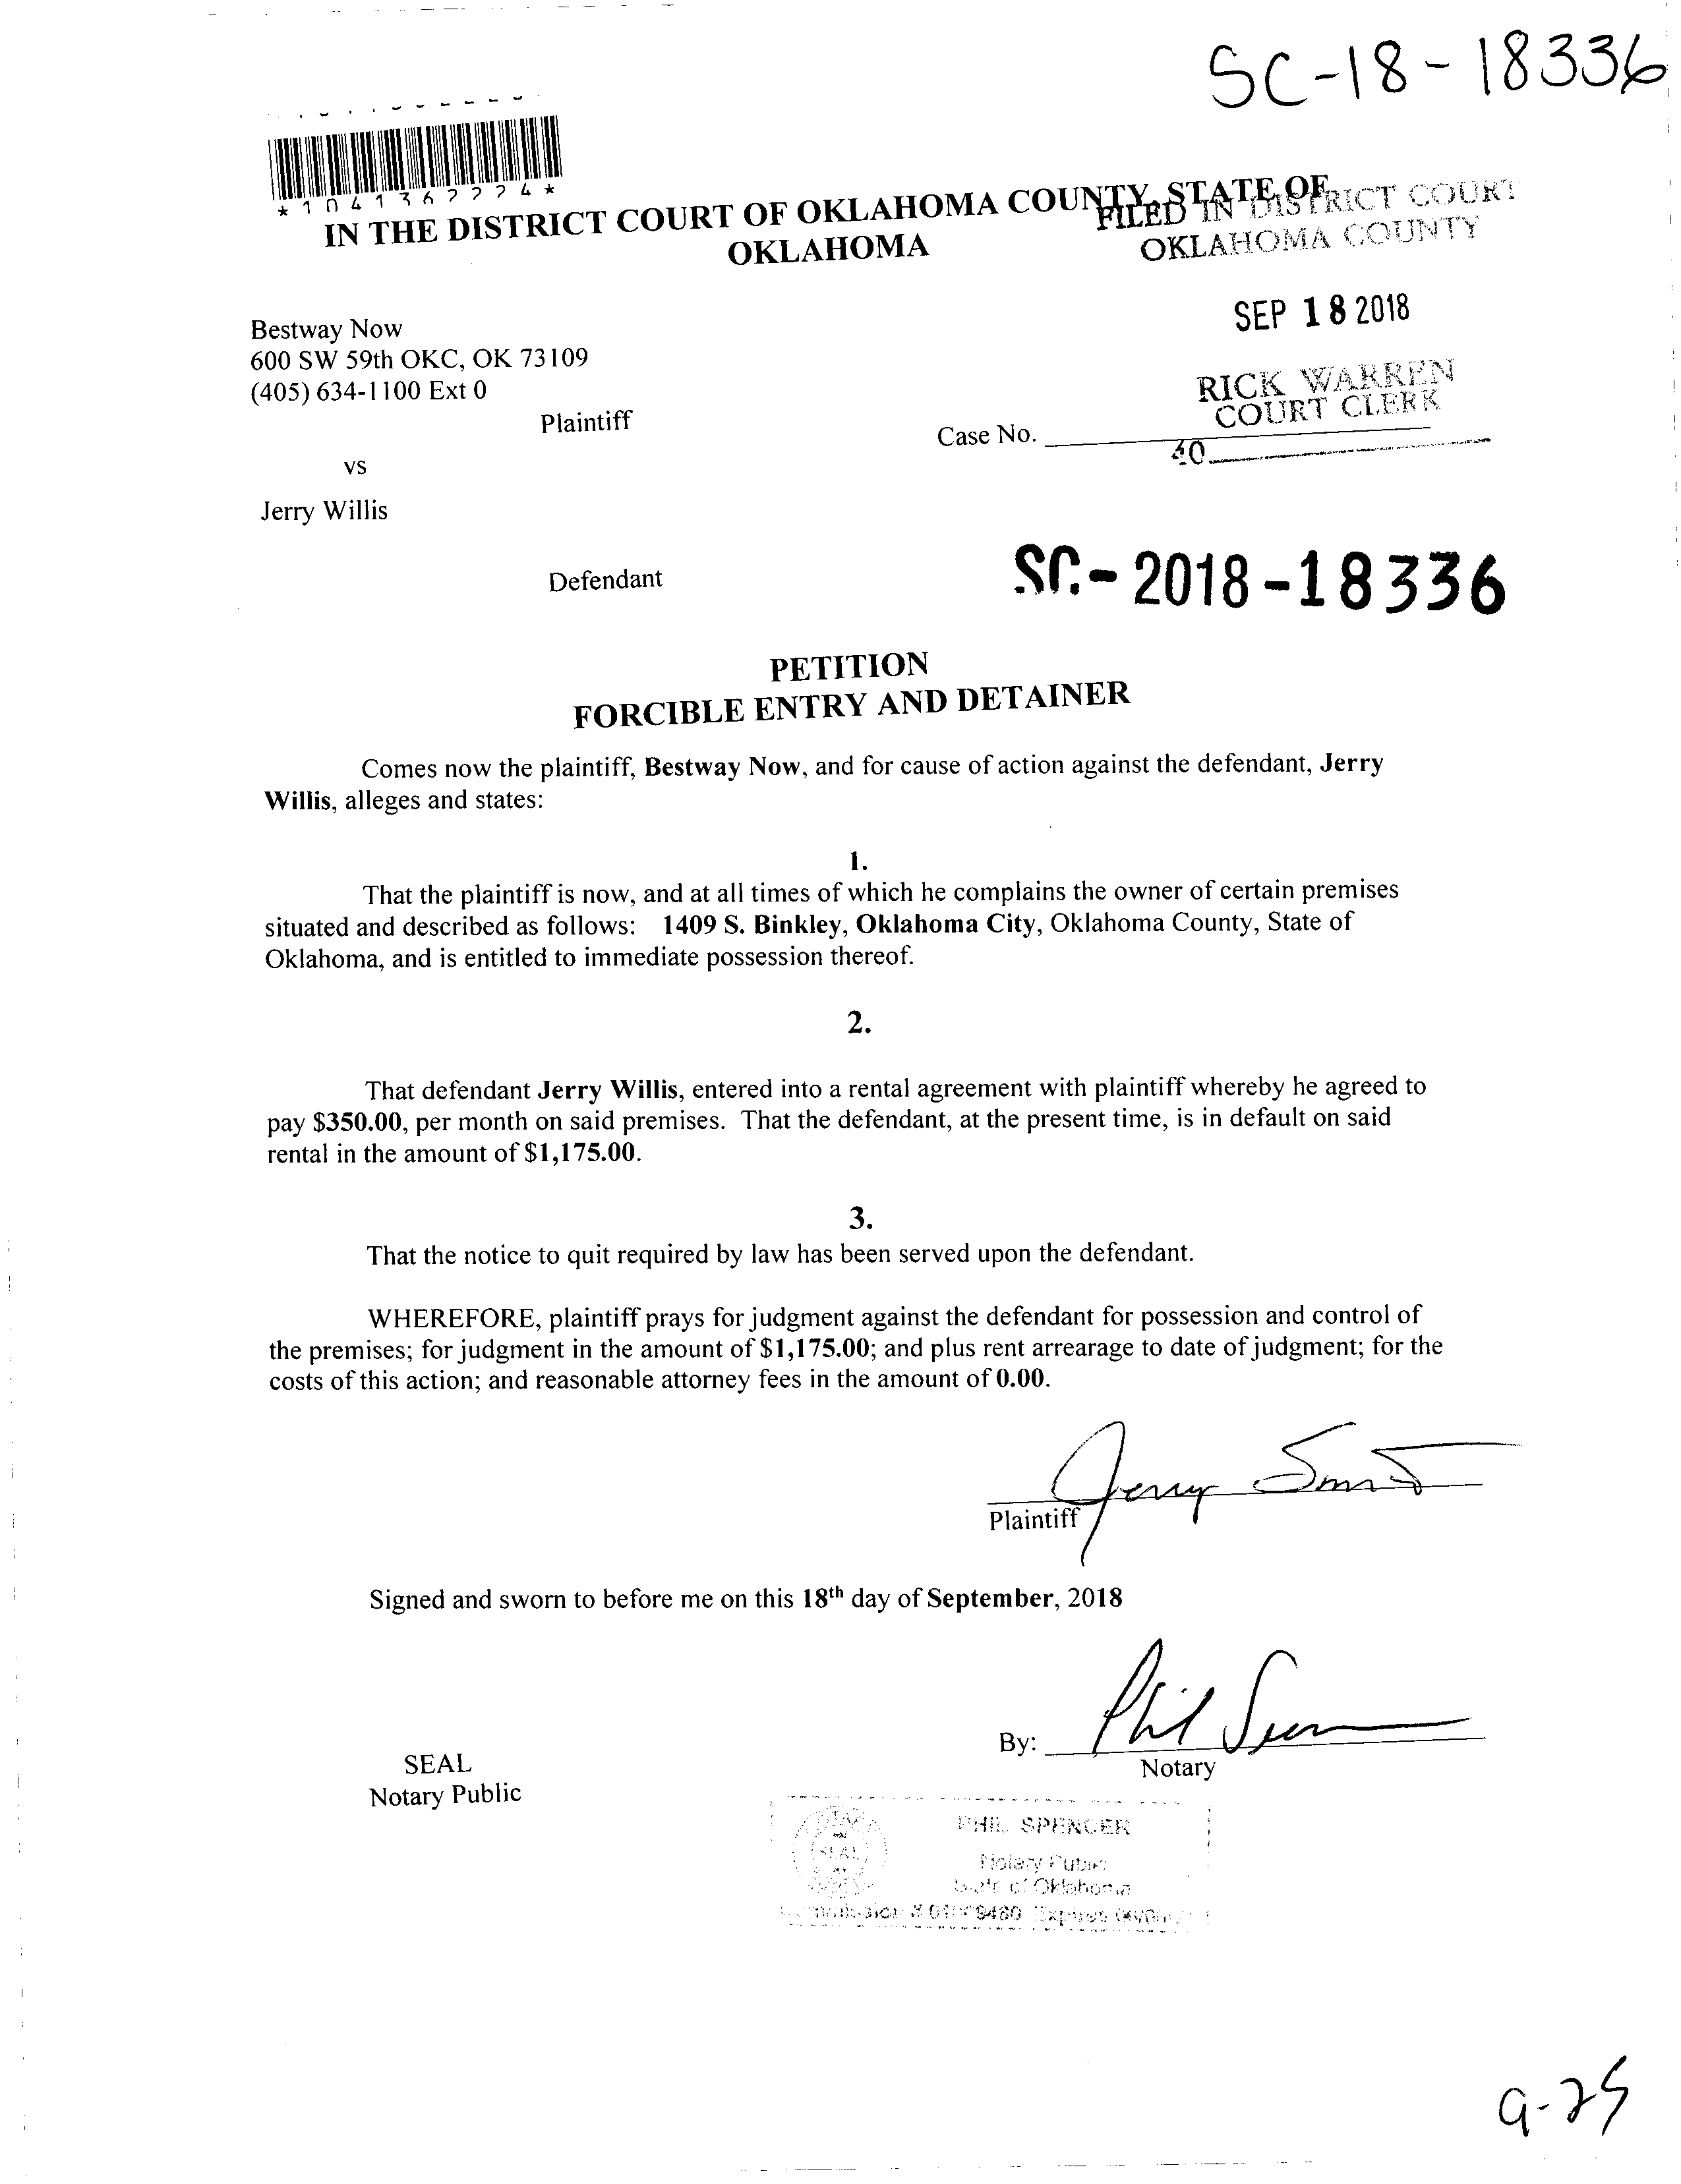 SC-18-18336
IN THE DISTRICT COURT OF OKLAHOMA COUNTY, STATE OF
OKLAHOMA
FILED IN DISTRICT COURT
OKLAHOMA COUNTY
SEP 18 2018
RICK WARREN
COURT CLERK
40
Bestway Now
600 SW 59th OKC, OK 73109
(405) 634-1100 Ext 0
Plaintiff
Case No.
vs
Jerry Willis
Defendant
SC-2018-18336
PETITION
FORCIBLE ENTRY AND DETAINER
Comes now the plaintiff, Bestway Now, and for cause of action against the defendant, Jerry
Willis, alleges and states:
1.
That the plaintiff is now, and at all times of which he complains the owner of certain premises
situated and described as follows: 1409 S. Binkley, Oklahoma City, Oklahoma County, State of
Oklahoma, and is entitled to immediate possession thereof.
2.
That defendant Jerry Willis, entered into a rental agreement with plaintiff whereby he agreed to
pay $350.00, per month on said premises. That the defendant, at the present time, is in default on said
rental in the amount of $1,175.00.
3.
That the notice to quit required by law has been served upon the defendant.
WHEREFORE, plaintiff prays for judgment against the defendant for possession and control of
the premises; for judgment in the amount of $1,175.00; and plus rent arrearage to date of judgment; for the
costs of this action; and reasonable attorney fees in the amount of 0.00.
Jerry
Plaintiff
Signed and sworn to before me on this 18th day of September, 2018
By: Phil
Notary
SEAL
Notary Public
PHIL SPENCER
Notary Public
State of Oklahoma
Expires
9-25